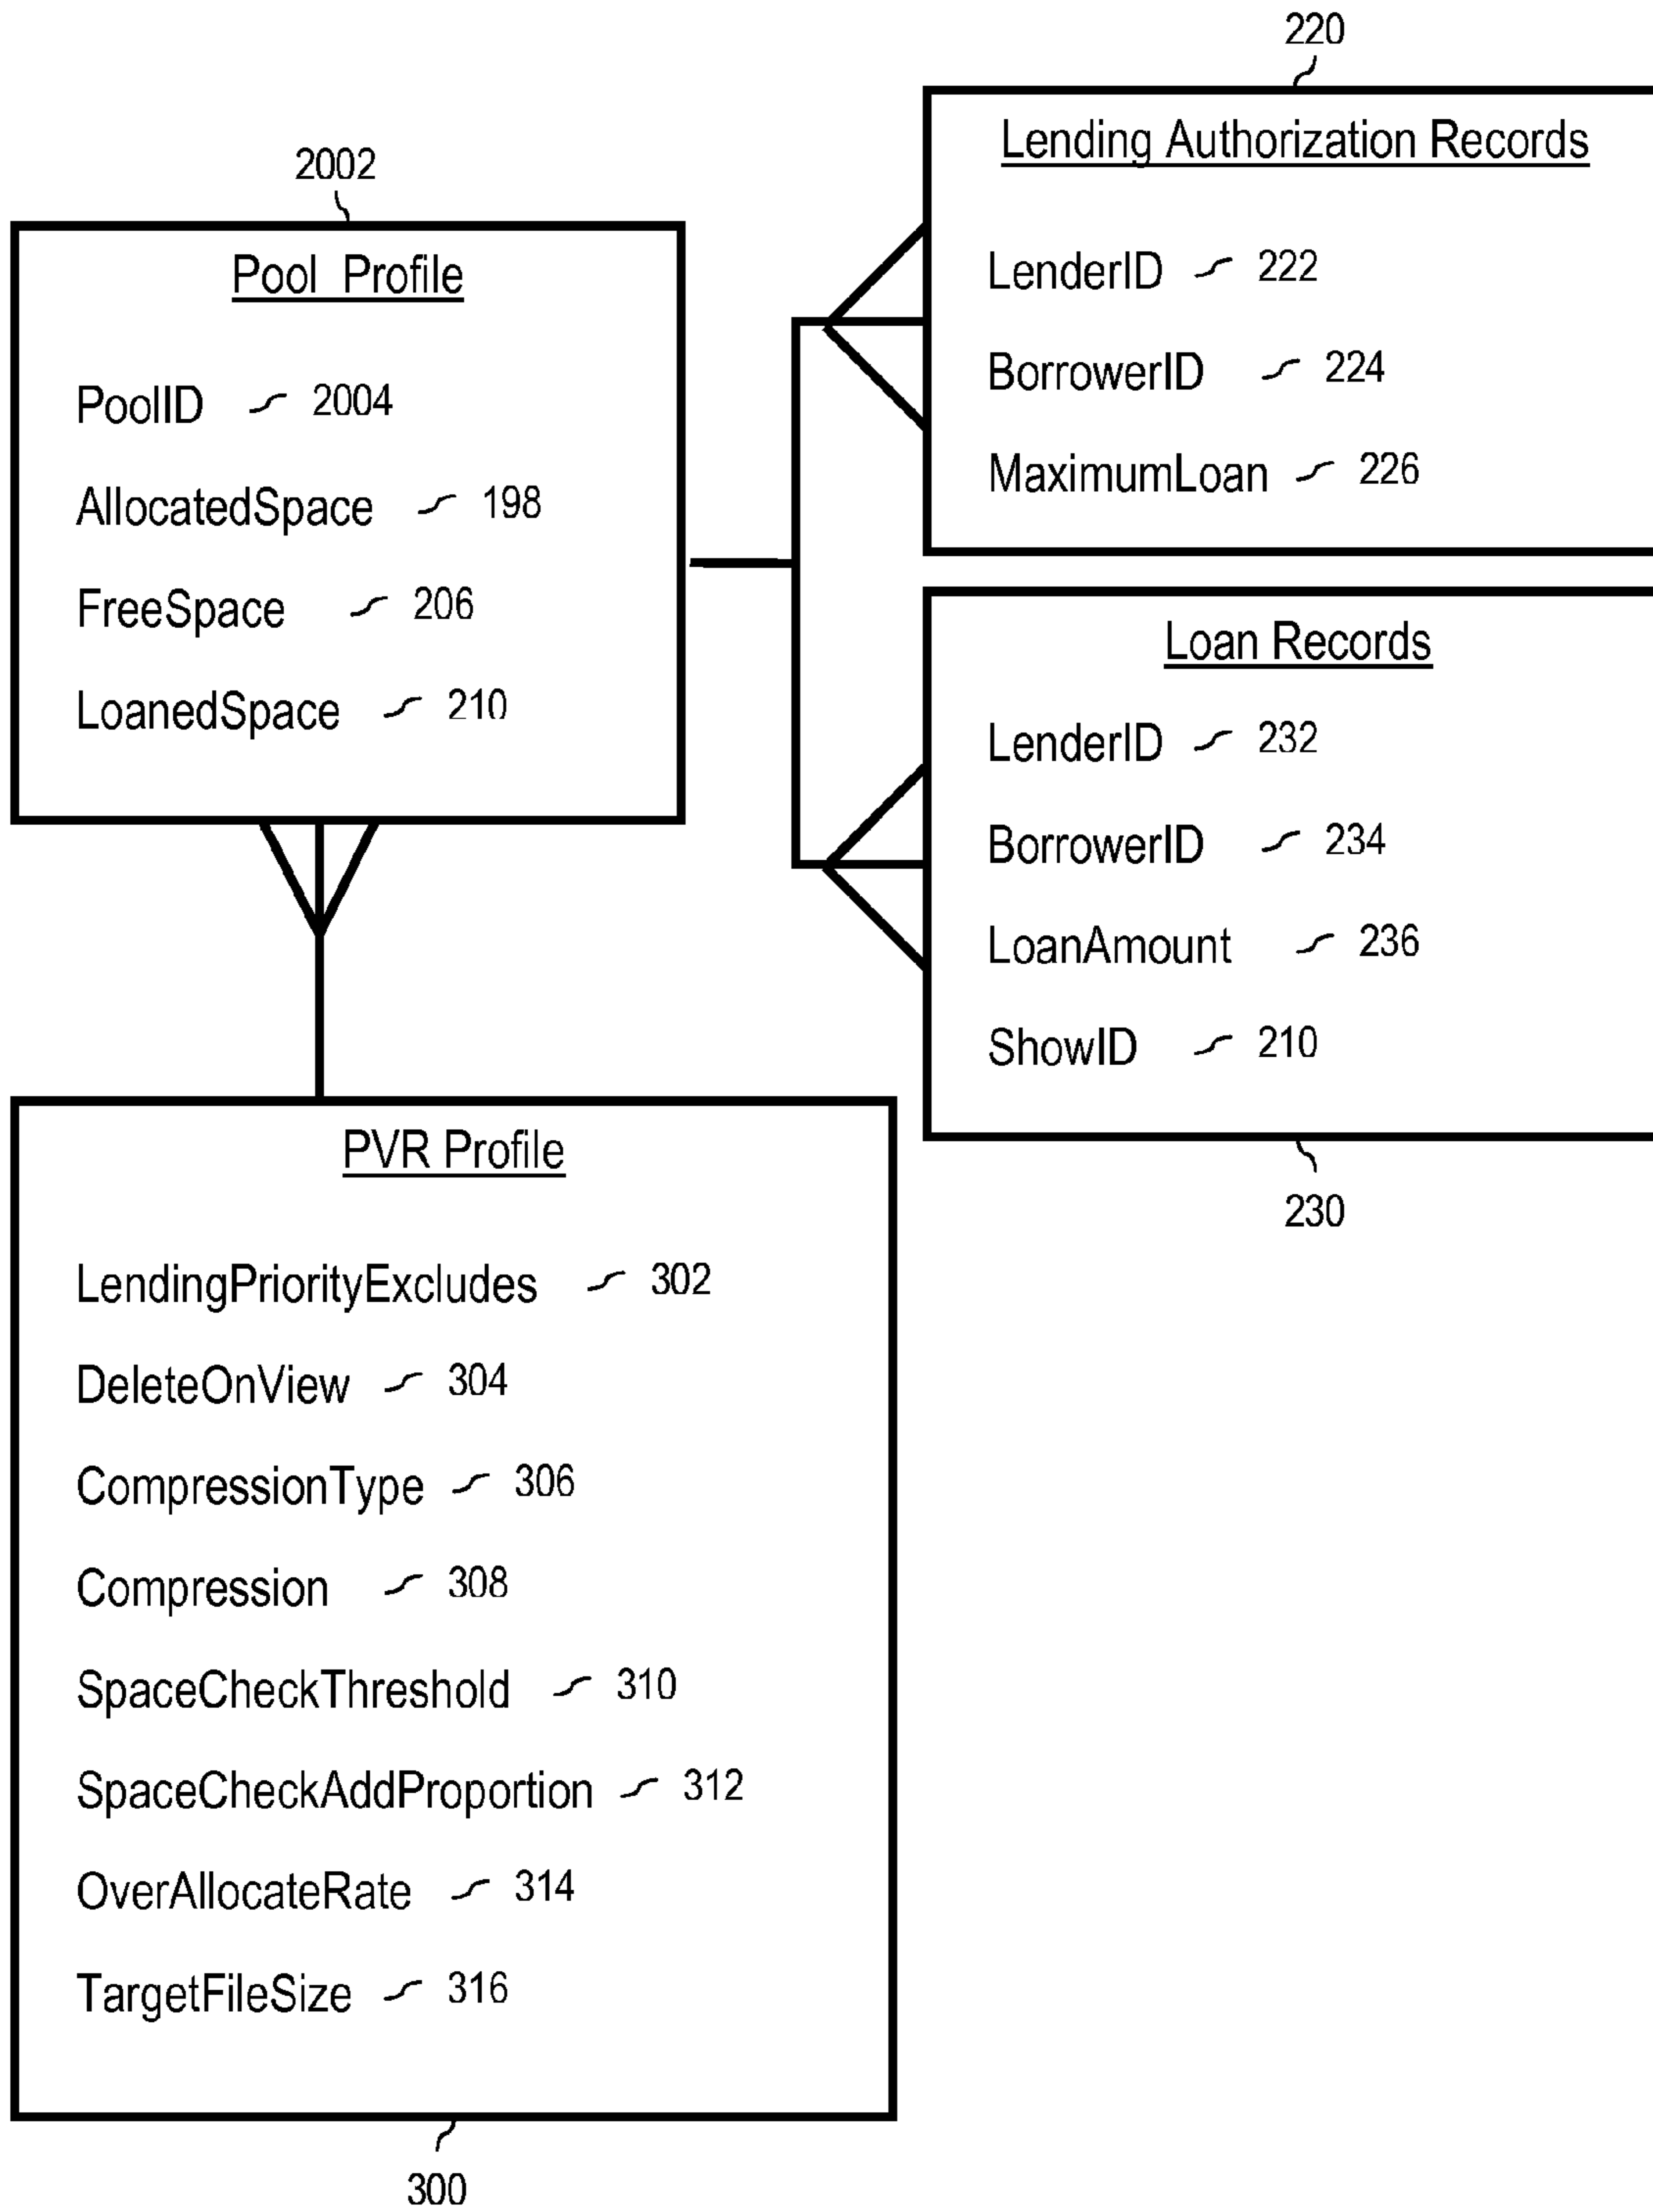 2002
Pool Profile
PoolID 2004
AllocatedSpace 198
FreeSpace 206
LoanedSpace 210
220
Lending Authorization Records
LenderID 222
BorrowerID 224
MaximumLoan 226
Loan Records
LenderID 232
BorrowerID 234
LoanAmount 236
ShowID 210
230
PVR Profile
LendingPriorityExcludes 302
DeleteOnView 304
CompressionType 306
Compression 308
SpaceCheckThreshold 310
SpaceCheckAddProportion 312
OverAllocateRate 314
TargetFileSize 316
300